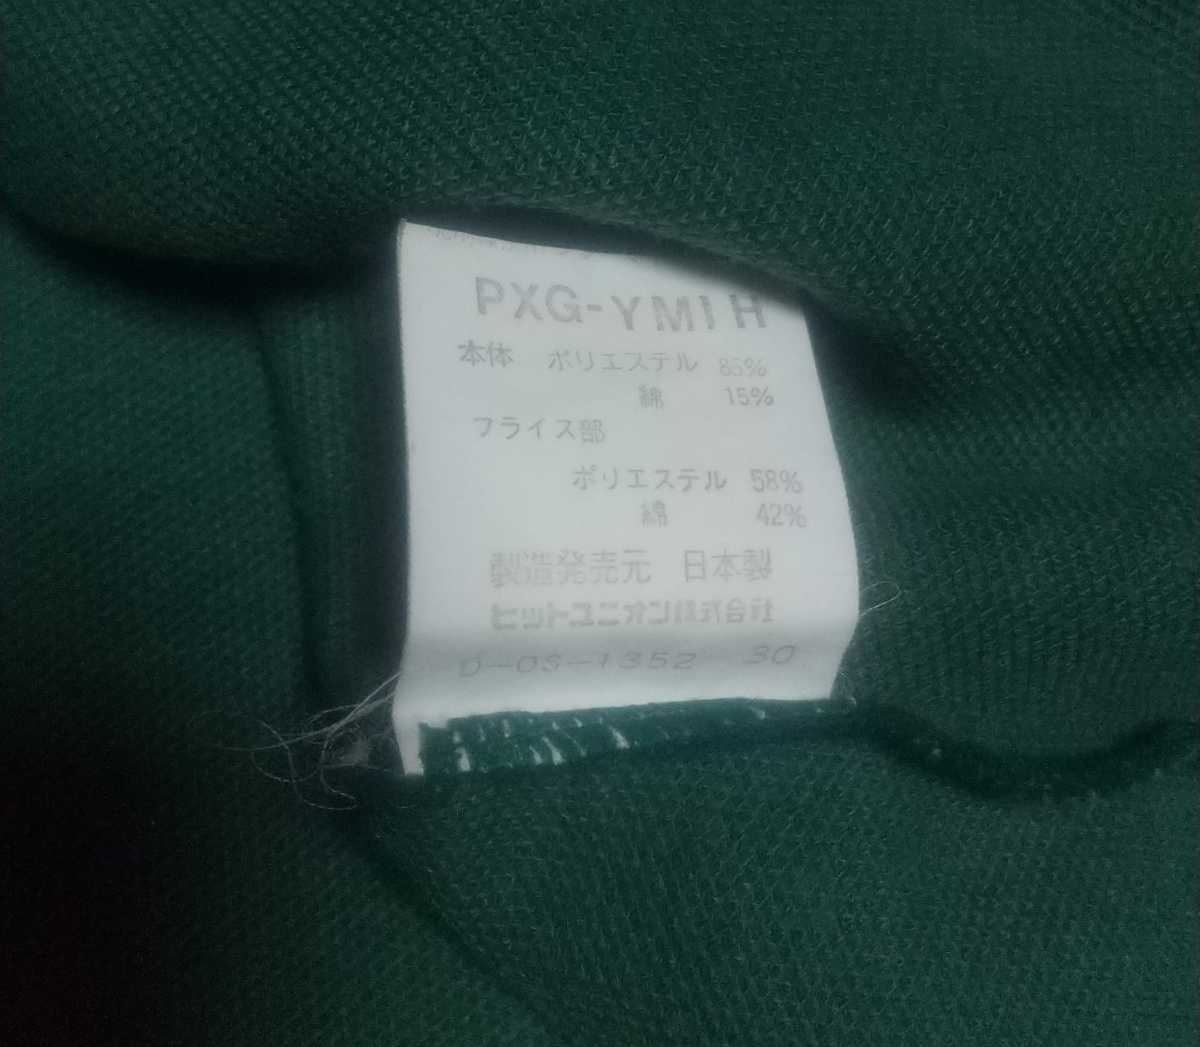 PXG-YMIH
本体 ポリエステル 85%
綿 15%
フライス部
ポリエステル 58%
綿 42%
製造発売元 日本製
ヒットユニオン株式会社
D-OS-1352 30